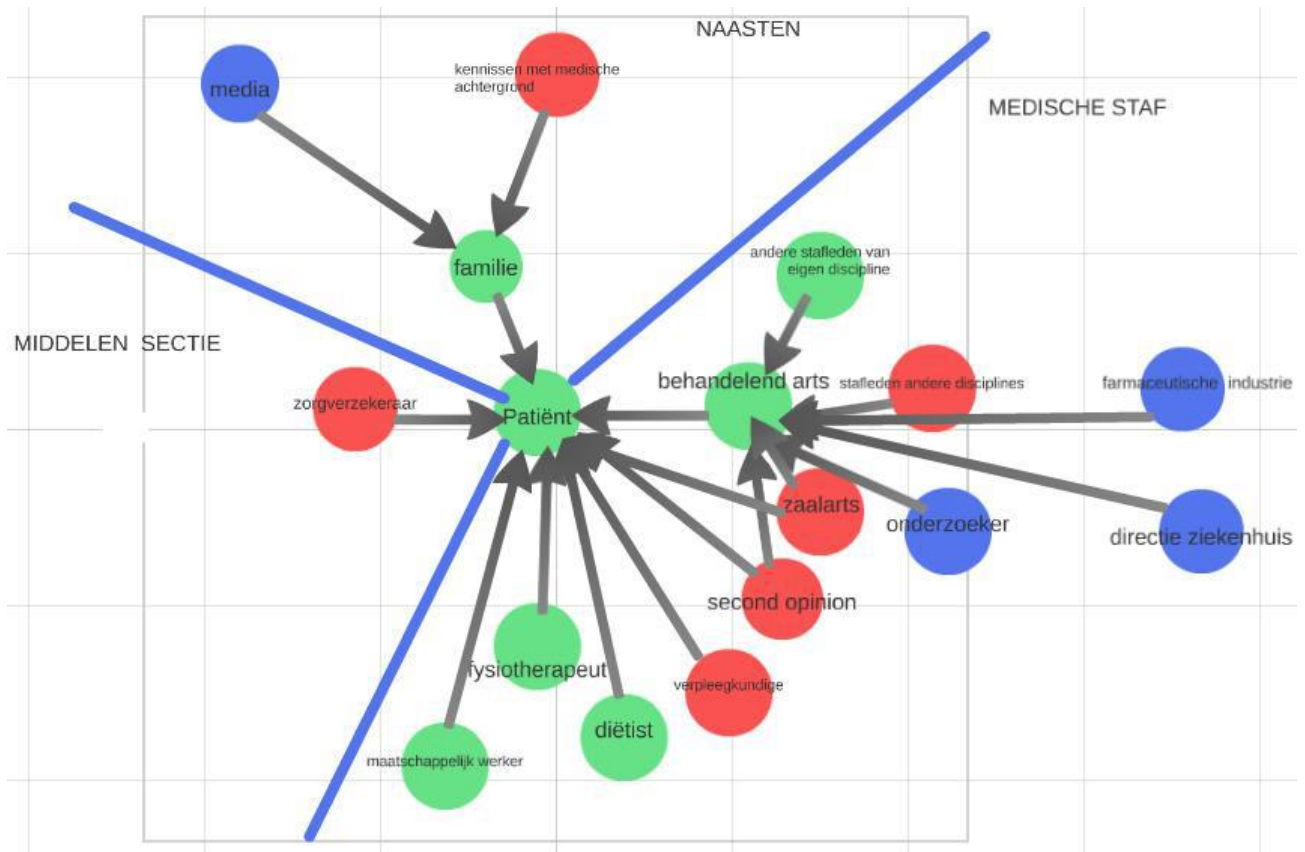 NAASTEN
kennissen met medische
achtergrond
media
MEDISCHE STAF
andere stafleden van
eigen discipline
familie
MIDDELEN SECTIE
behandelend arts
stafleden andere disciplines
farmaceutische industrie
zorgverzekeraar
Patiënt
zaalarts
onderzoeker
directie ziekenhuis
second opinion
fysiotherapeut
verpleegkundige
diëtist
maatschappelijk werker